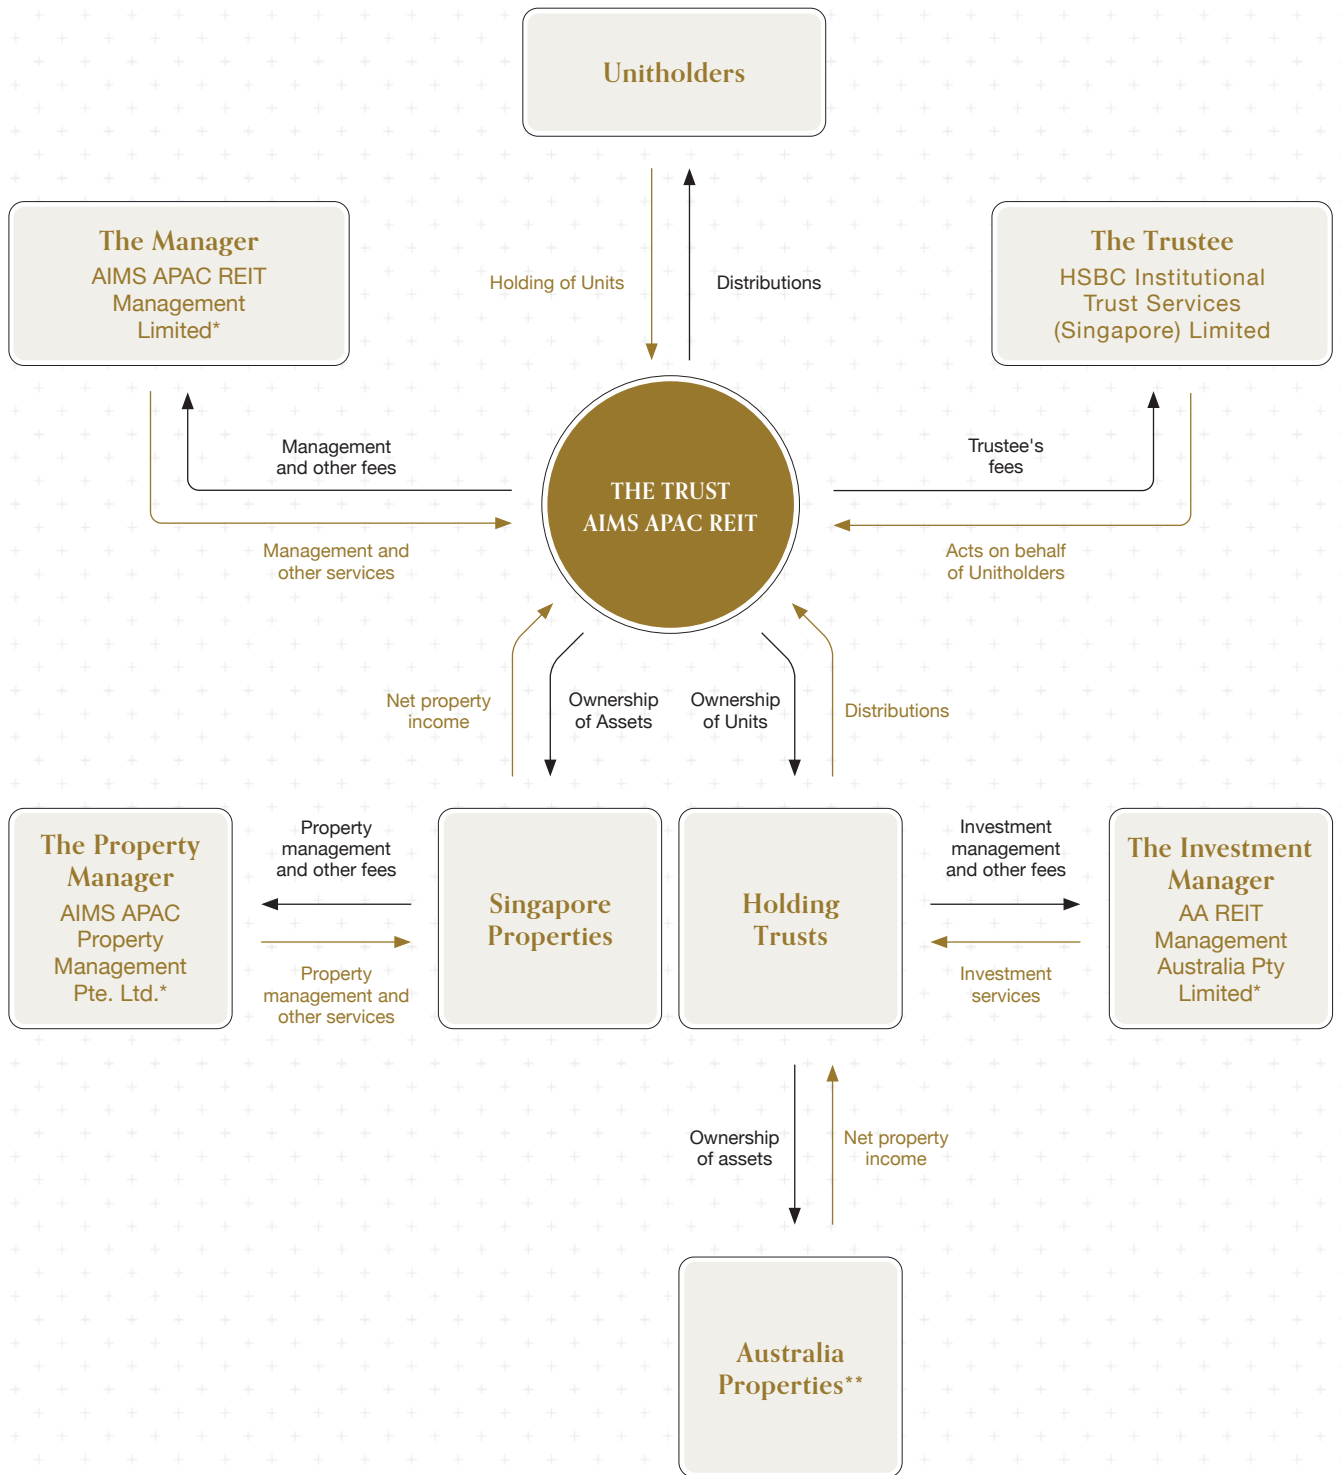 Unitholders
The Manager
AIMS APAC REIT
Management
Limited*
The Trustee
HSBC Institutional
Trust Services
(Singapore) Limited
Holding of Units
Distributions
Management
and other fees
Trustee's
fees
THE TRUST
AIMS APAC REIT
Management and
other services
Acts on behalf
of Unitholders
Net property
income
Ownership
of Assets
Ownership
of Units
Distributions
The Property
Manager
AIMS APAC
Property
Management
Pte. Ltd.*
Property
management
and other fees
Property
management and
other services
Singapore
Properties
Holding
Trusts
Investment
management
and other fees
Investment
services
The Investment
Manager
AA REIT
Management
Australia Pty
Limited*
Ownership
of assets
Net property
income
Australia
Properties**